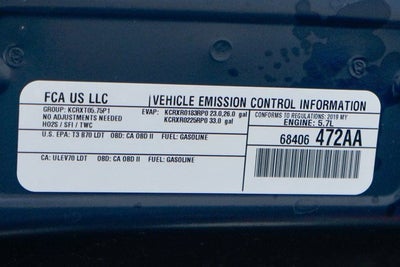 FCA US LLC
VEHICLE EMISSION CONTROL INFORMATION
GROUP: KCRXT05.75P1
NO ADJUSTMENTS NEEDED
HO2S / SFI / TWC
EVAP: KCRXR0183RP0 23.0,26.0 gal
KCRXR0225RP0 33.0 gal
CONFORMS TO REGULATIONS: 2019 MY
ENGINE: 5.7L
U.S. EPA: T3 B70 LDT OBD: CA OBD II FUEL: GASOLINE
68406 472AA
CA: ULEV70 LDT OBD: CA OBD II FUEL: GASOLINE